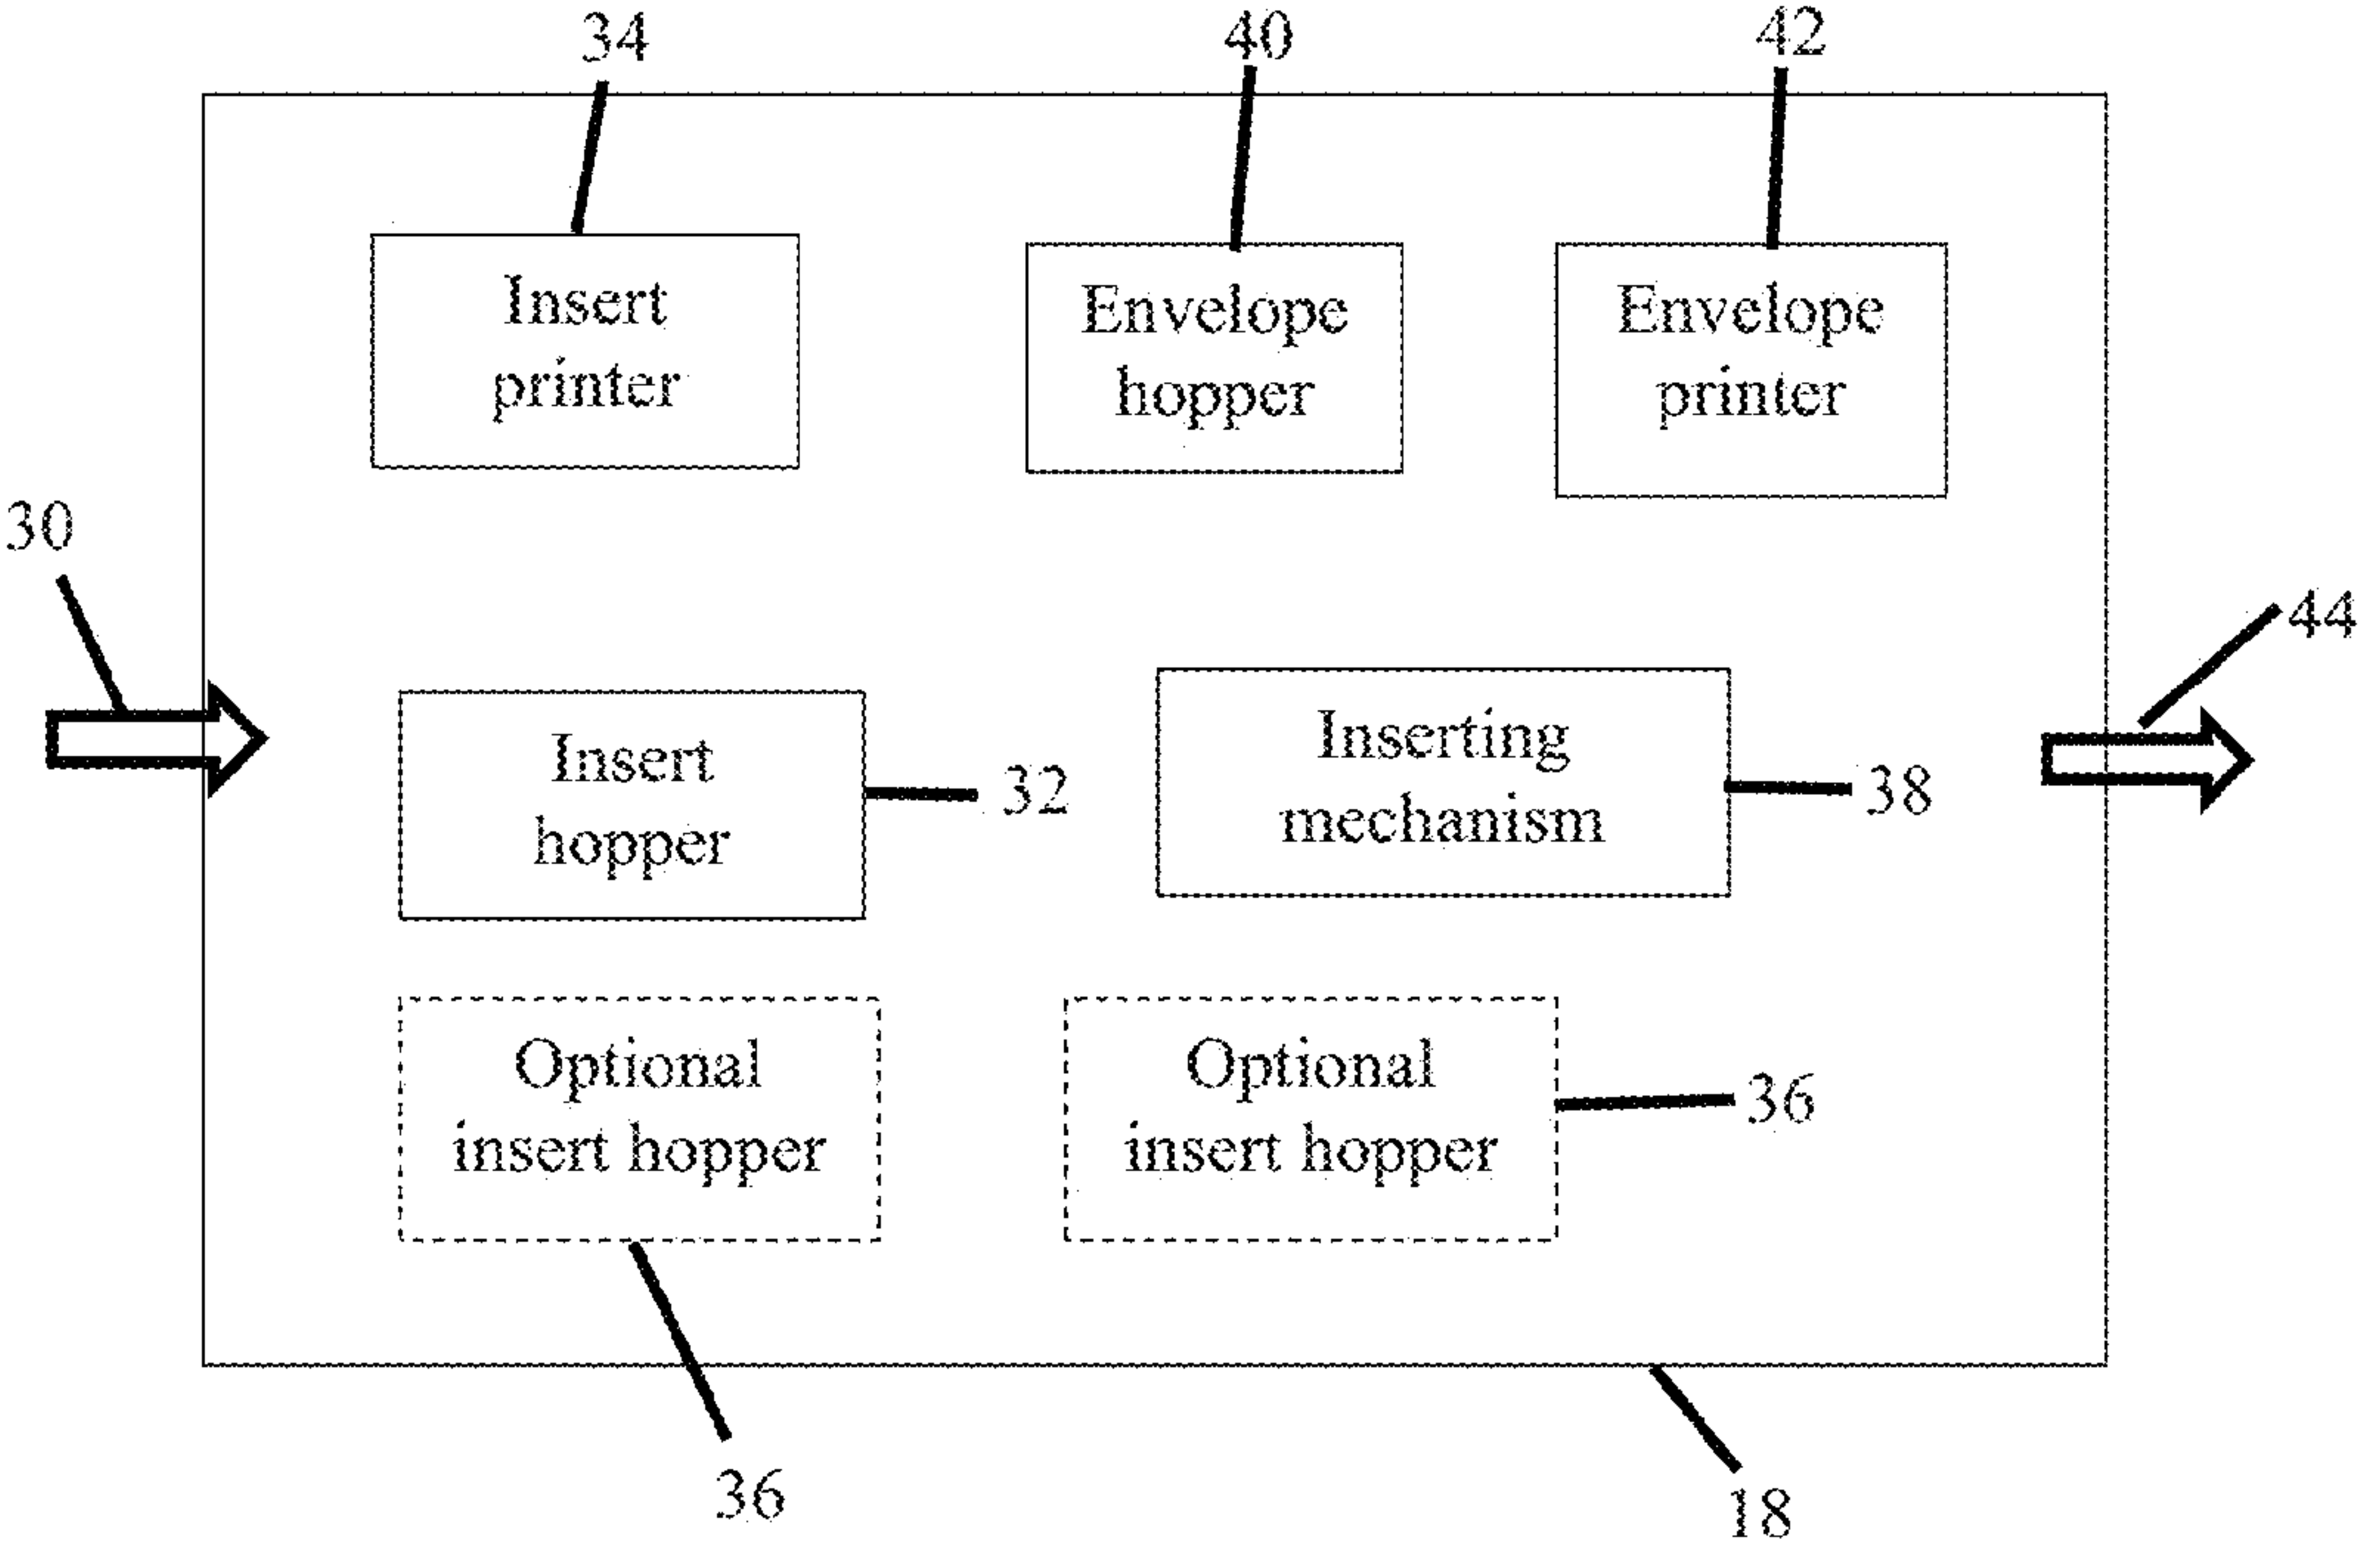 34
40
42
Insert
printer
Envelope
hopper
Envelope
printer
30
44
Insert
hopper
32
Inserting
mechanism
38
Optional
insert hopper
Optional
insert hopper
36
36
18